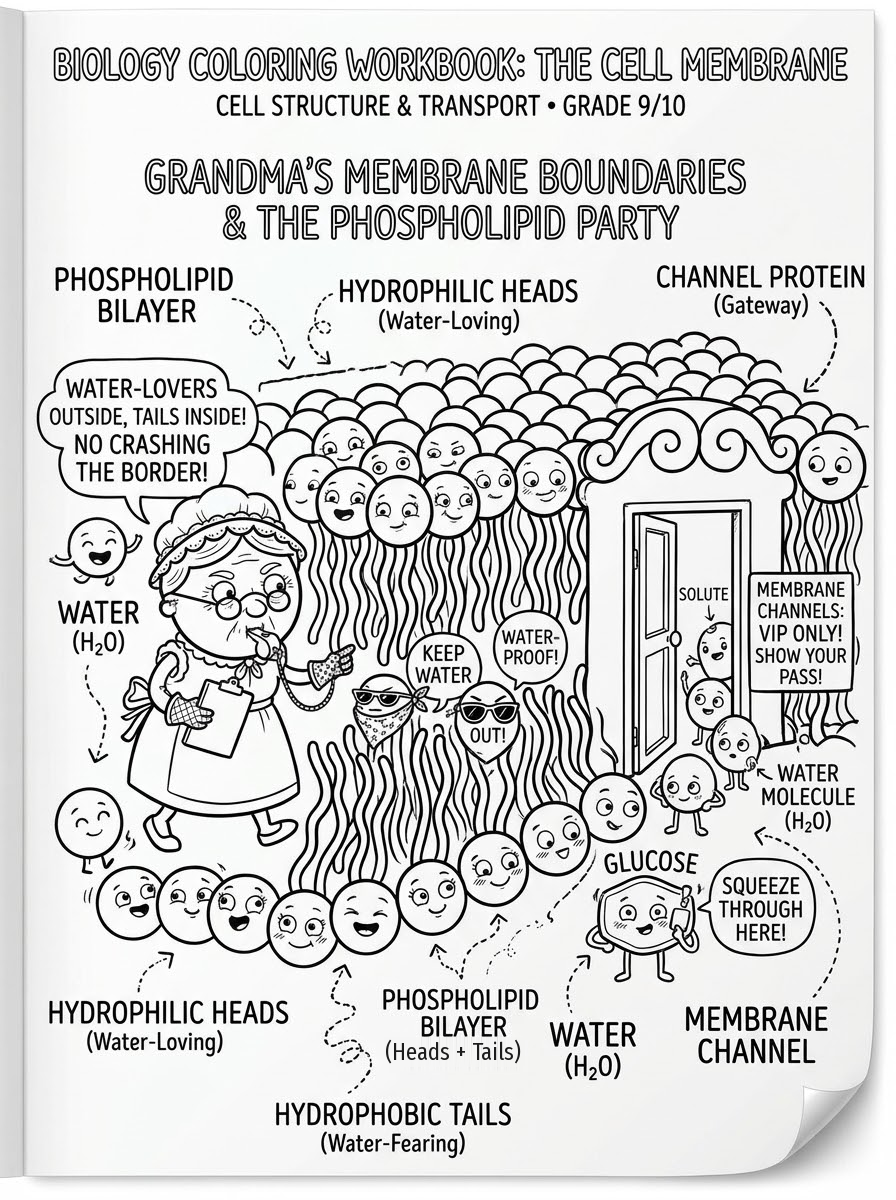 BIOLOGY COLORING WORKBOOK: THE CELL MEMBRANE
CELL STRUCTURE & TRANSPORT • GRADE 9/10
GRANDMA'S MEMBRANE BOUNDARIES
& THE PHOSPHOLIPID PARTY
PHOSPHOLIPID
BILAYER
HYDROPHILIC HEADS
(Water-Loving)
CHANNEL PROTEIN
(Gateway)
WATER-LOVERS
OUTSIDE, TAILS INSIDE!
NO CRASHING
THE BORDER!
WATER
(H₂O)
KEEP
WATER
OUT!
WATER-
PROOF!
SOLUTE
MEMBRANE
CHANNELS:
VIP ONLY!
SHOW YOUR
PASS!
WATER
MOLECULE
(H₂O)
GLUCOSE
SQUEEZE
THROUGH
HERE!
HYDROPHILIC HEADS
(Water-Loving)
PHOSPHOLIPID
BILAYER
(Heads + Tails)
WATER
(H₂O)
MEMBRANE
CHANNEL
HYDROPHOBIC TAILS
(Water-Fearing)